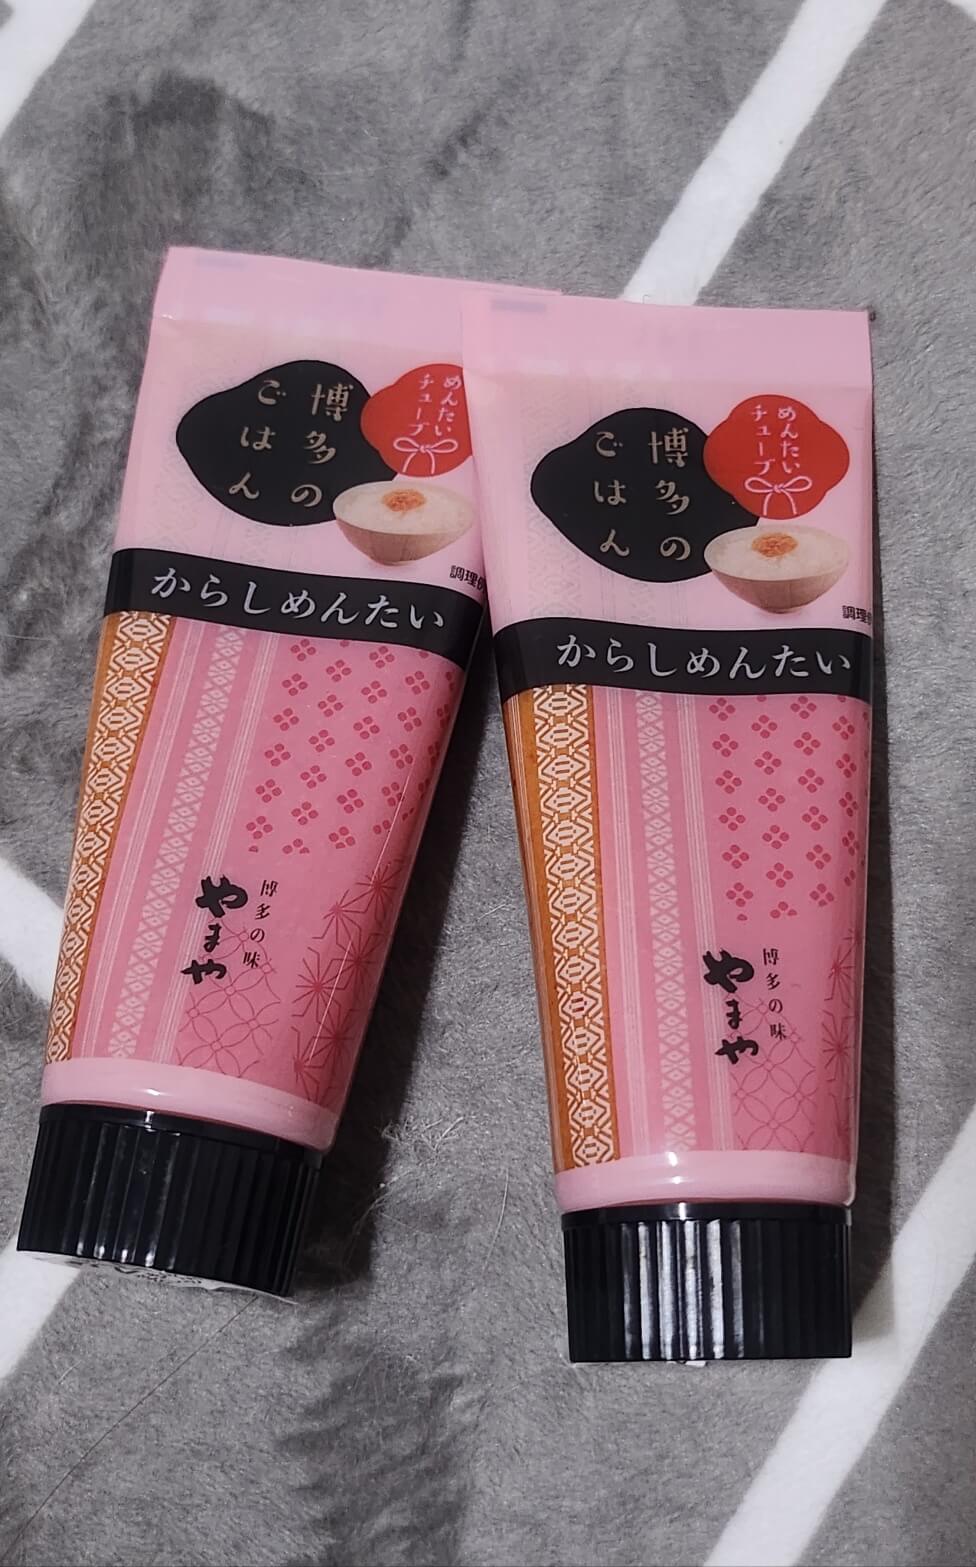 博多の
ごはん
めんたい
チューブ
調理例
からしめんたい
博多の味
やまや
博多の
ごはん
めんたい
チューブ
調理例
からしめんたい
博多の味
やまや